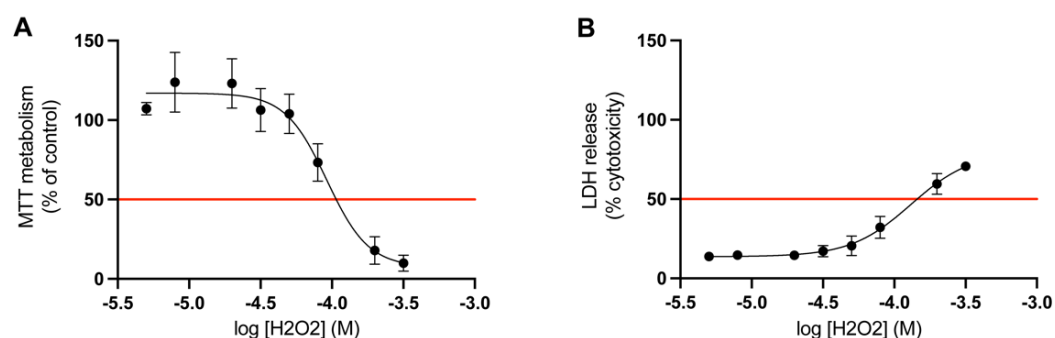 A
MTT metabolism
(% of control)
150
100
50
0
-5.5
-5.0
-4.5
-4.0
-3.5
-3.0
log [H2O2] (M)
B
LDH release
(% cytotoxicity)
150
100
50
0
-5.5
-5.0
-4.5
-4.0
-3.5
-3.0
log [H2O2] (M)